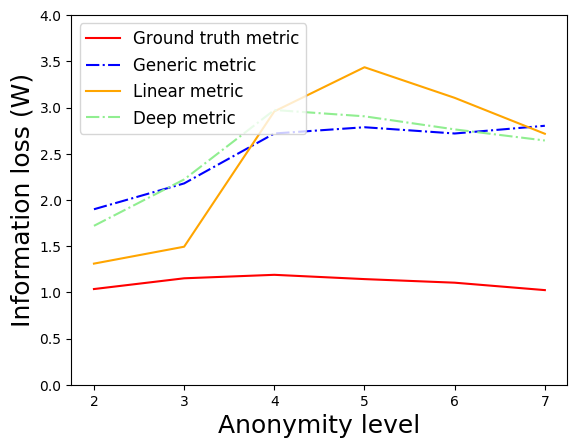 4.0
3.5
3.0
2.5
2.0
1.5
1.0
0.5
0.0
Information loss (W)
Ground truth metric
Generic metric
Linear metric
Deep metric
2 3 4 5 6 7
Anonymity level